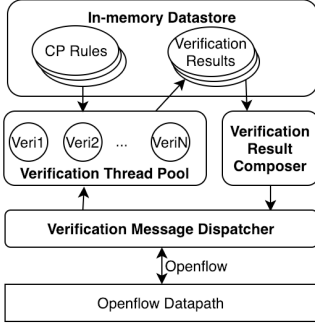 In-memory Datastore
CP Rules
Verification
Results
Veri1 Veri2 ... VeriN
Verification Thread Pool
Verification
Result
Composer
Verification Message Dispatcher
Openflow
Openflow Datapath